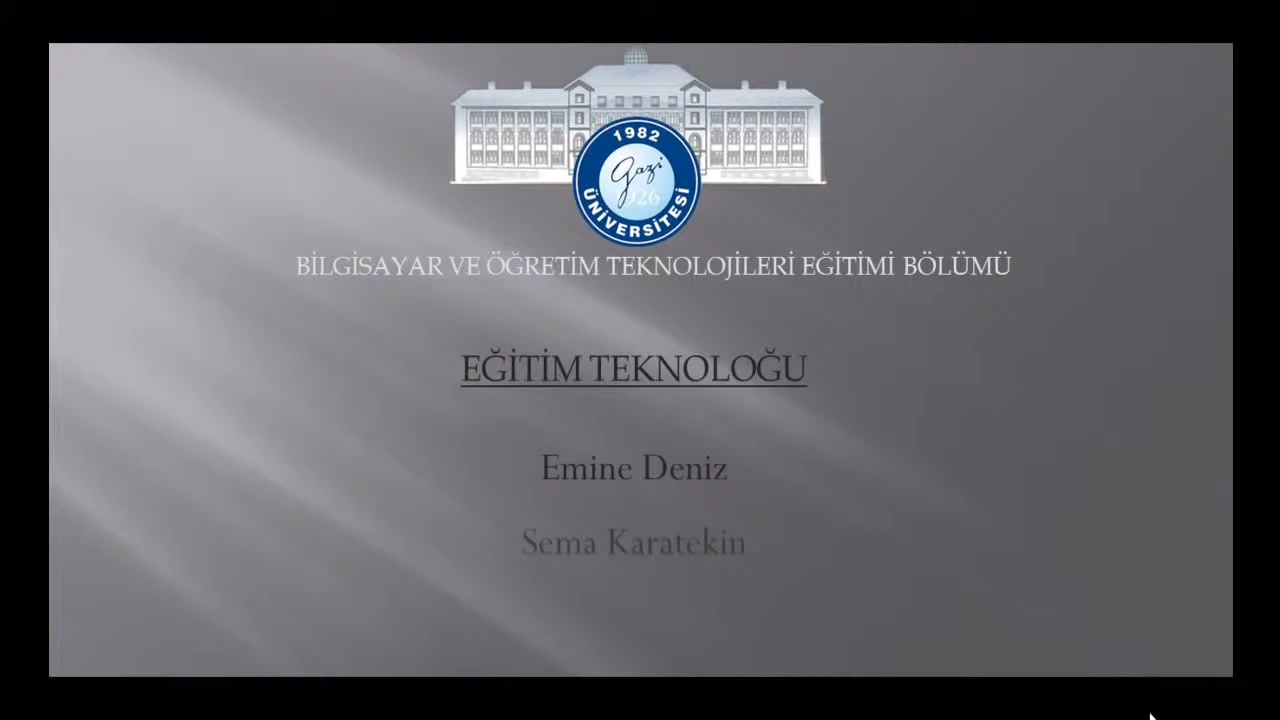 1982
Gazi
1926
ÜNİVERSİTESİ
BİLGİSAYAR VE ÖĞRETİM TEKNOLOJİLERİ EĞİTİMİ BÖLÜMÜ
EĞİTİM TEKNOLOĞU
Emine Deniz
Sema Karatekin